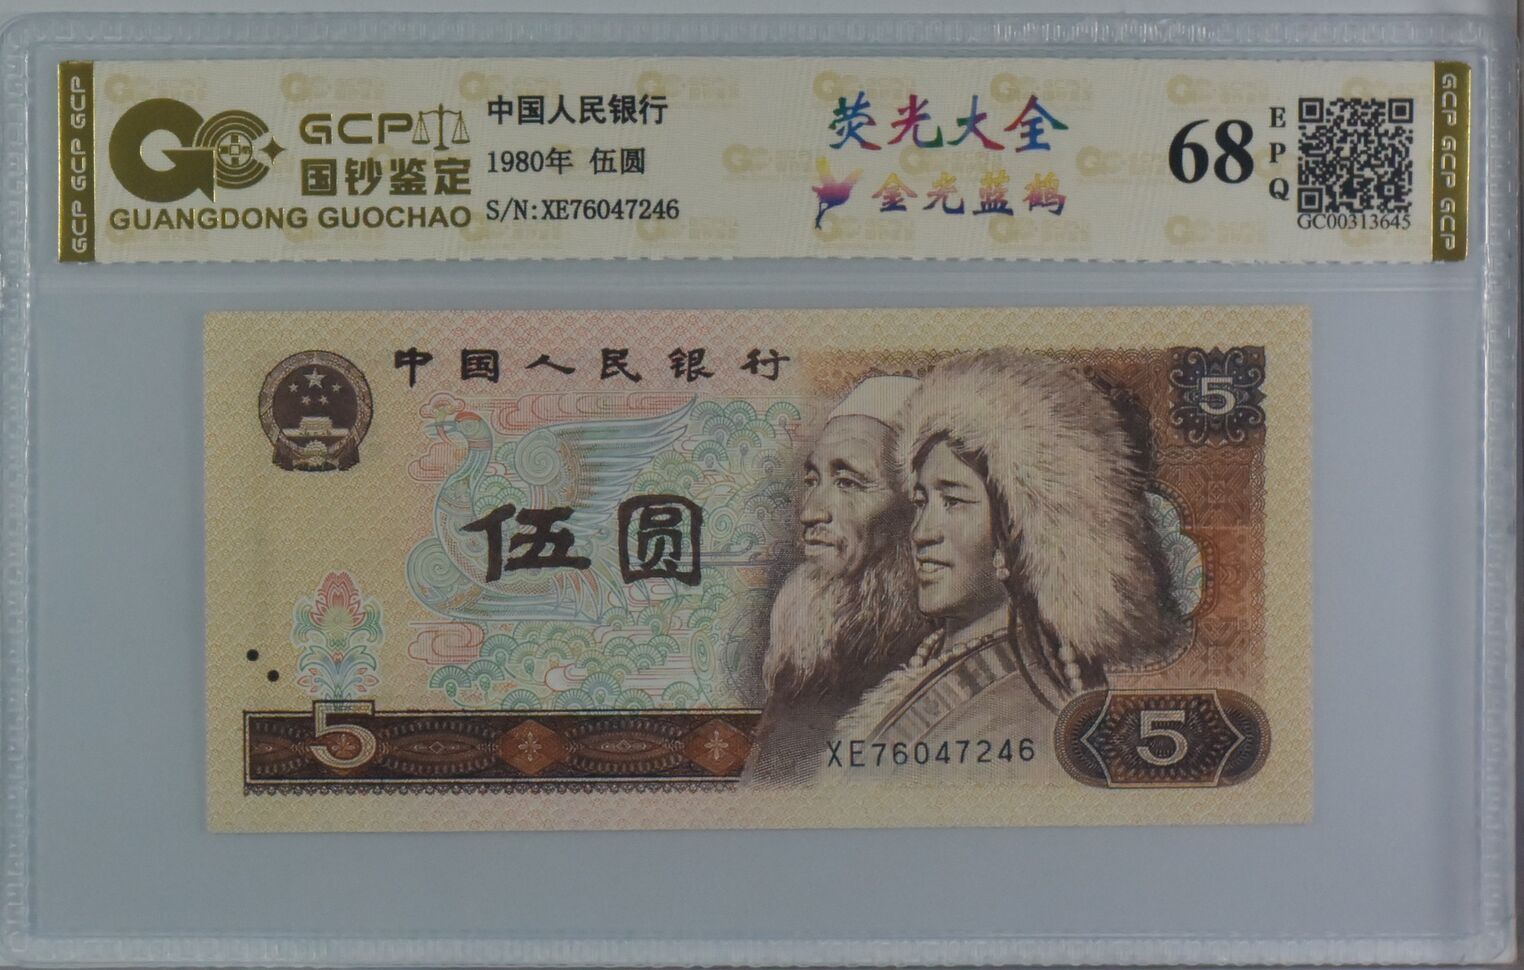 GCP GCP GCP
GCP
国钞鉴定
GUANGDONG GUOCHAO
中国人民银行
1980年 伍圆
S/N:XE76047246
荧光大全
金光蓝鹤
68
EPQ
GC00313645
GCP GCP GCP
中国人民银行
5
伍圆
5
XE76047246
5